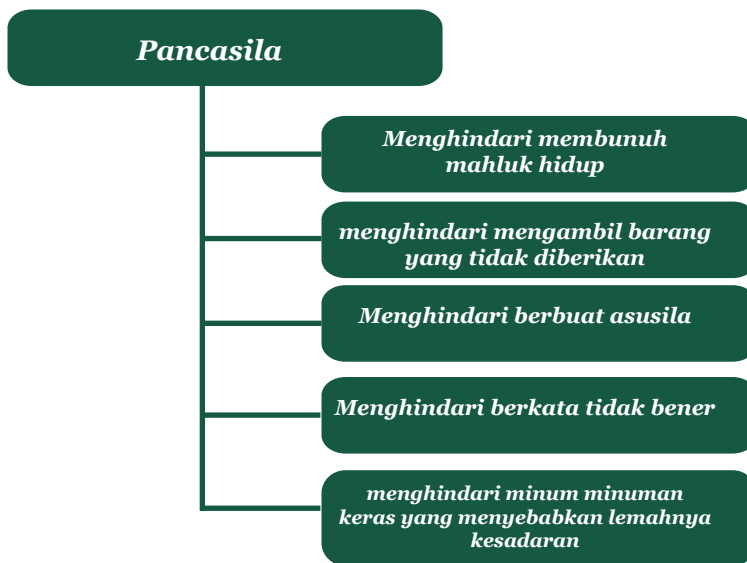 Pancasila
Menghindari membunuh
mahluk hidup
menghindari mengambil barang
yang tidak diberikan
Menghindari berbuat asusila
Menghindari berkata tidak bener
menghindari minum minuman
keras yang menyebabkan lemahnya
kesadaran